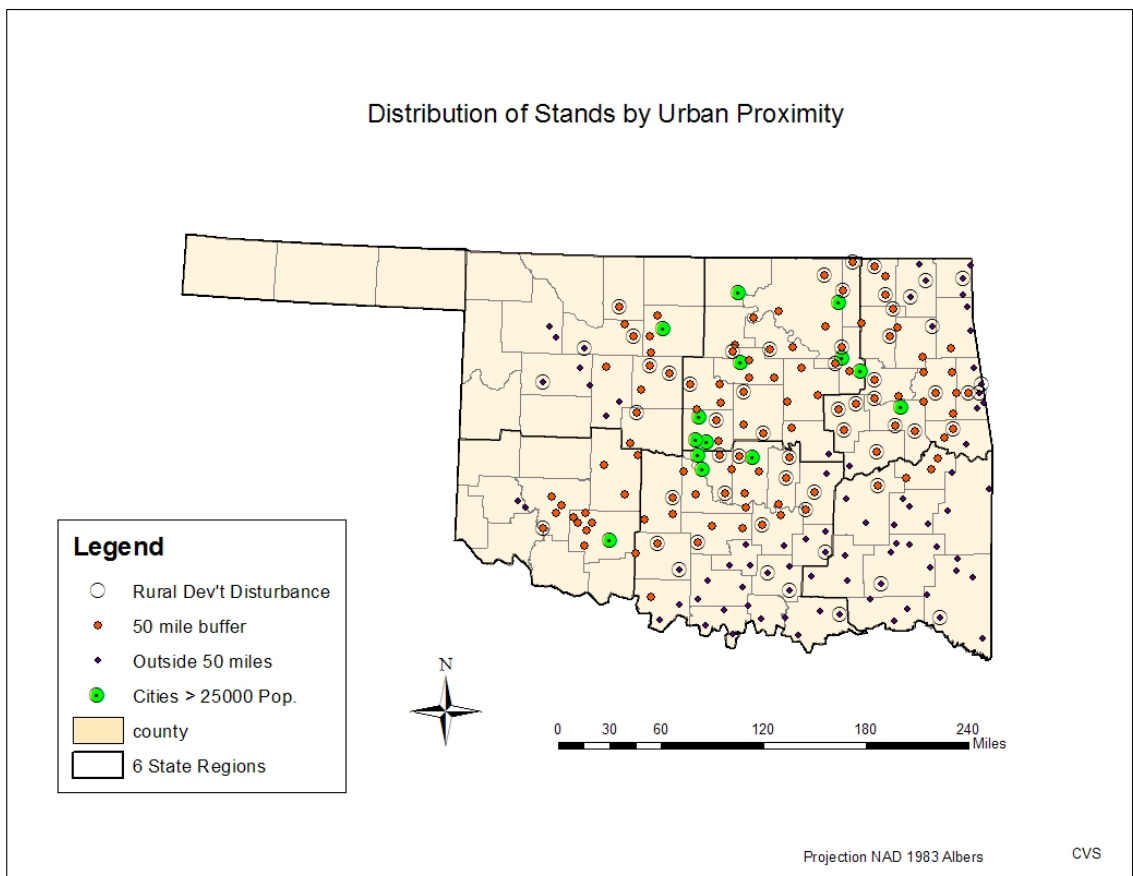 Distribution of Stands by Urban Proximity
Legend
Rural Dev't Disturbance
50 mile buffer
Outside 50 miles
Cities > 25000 Pop.
county
6 State Regions
N
0 30 60 120 180 240
Miles
Projection NAD 1983 Albers
CVS